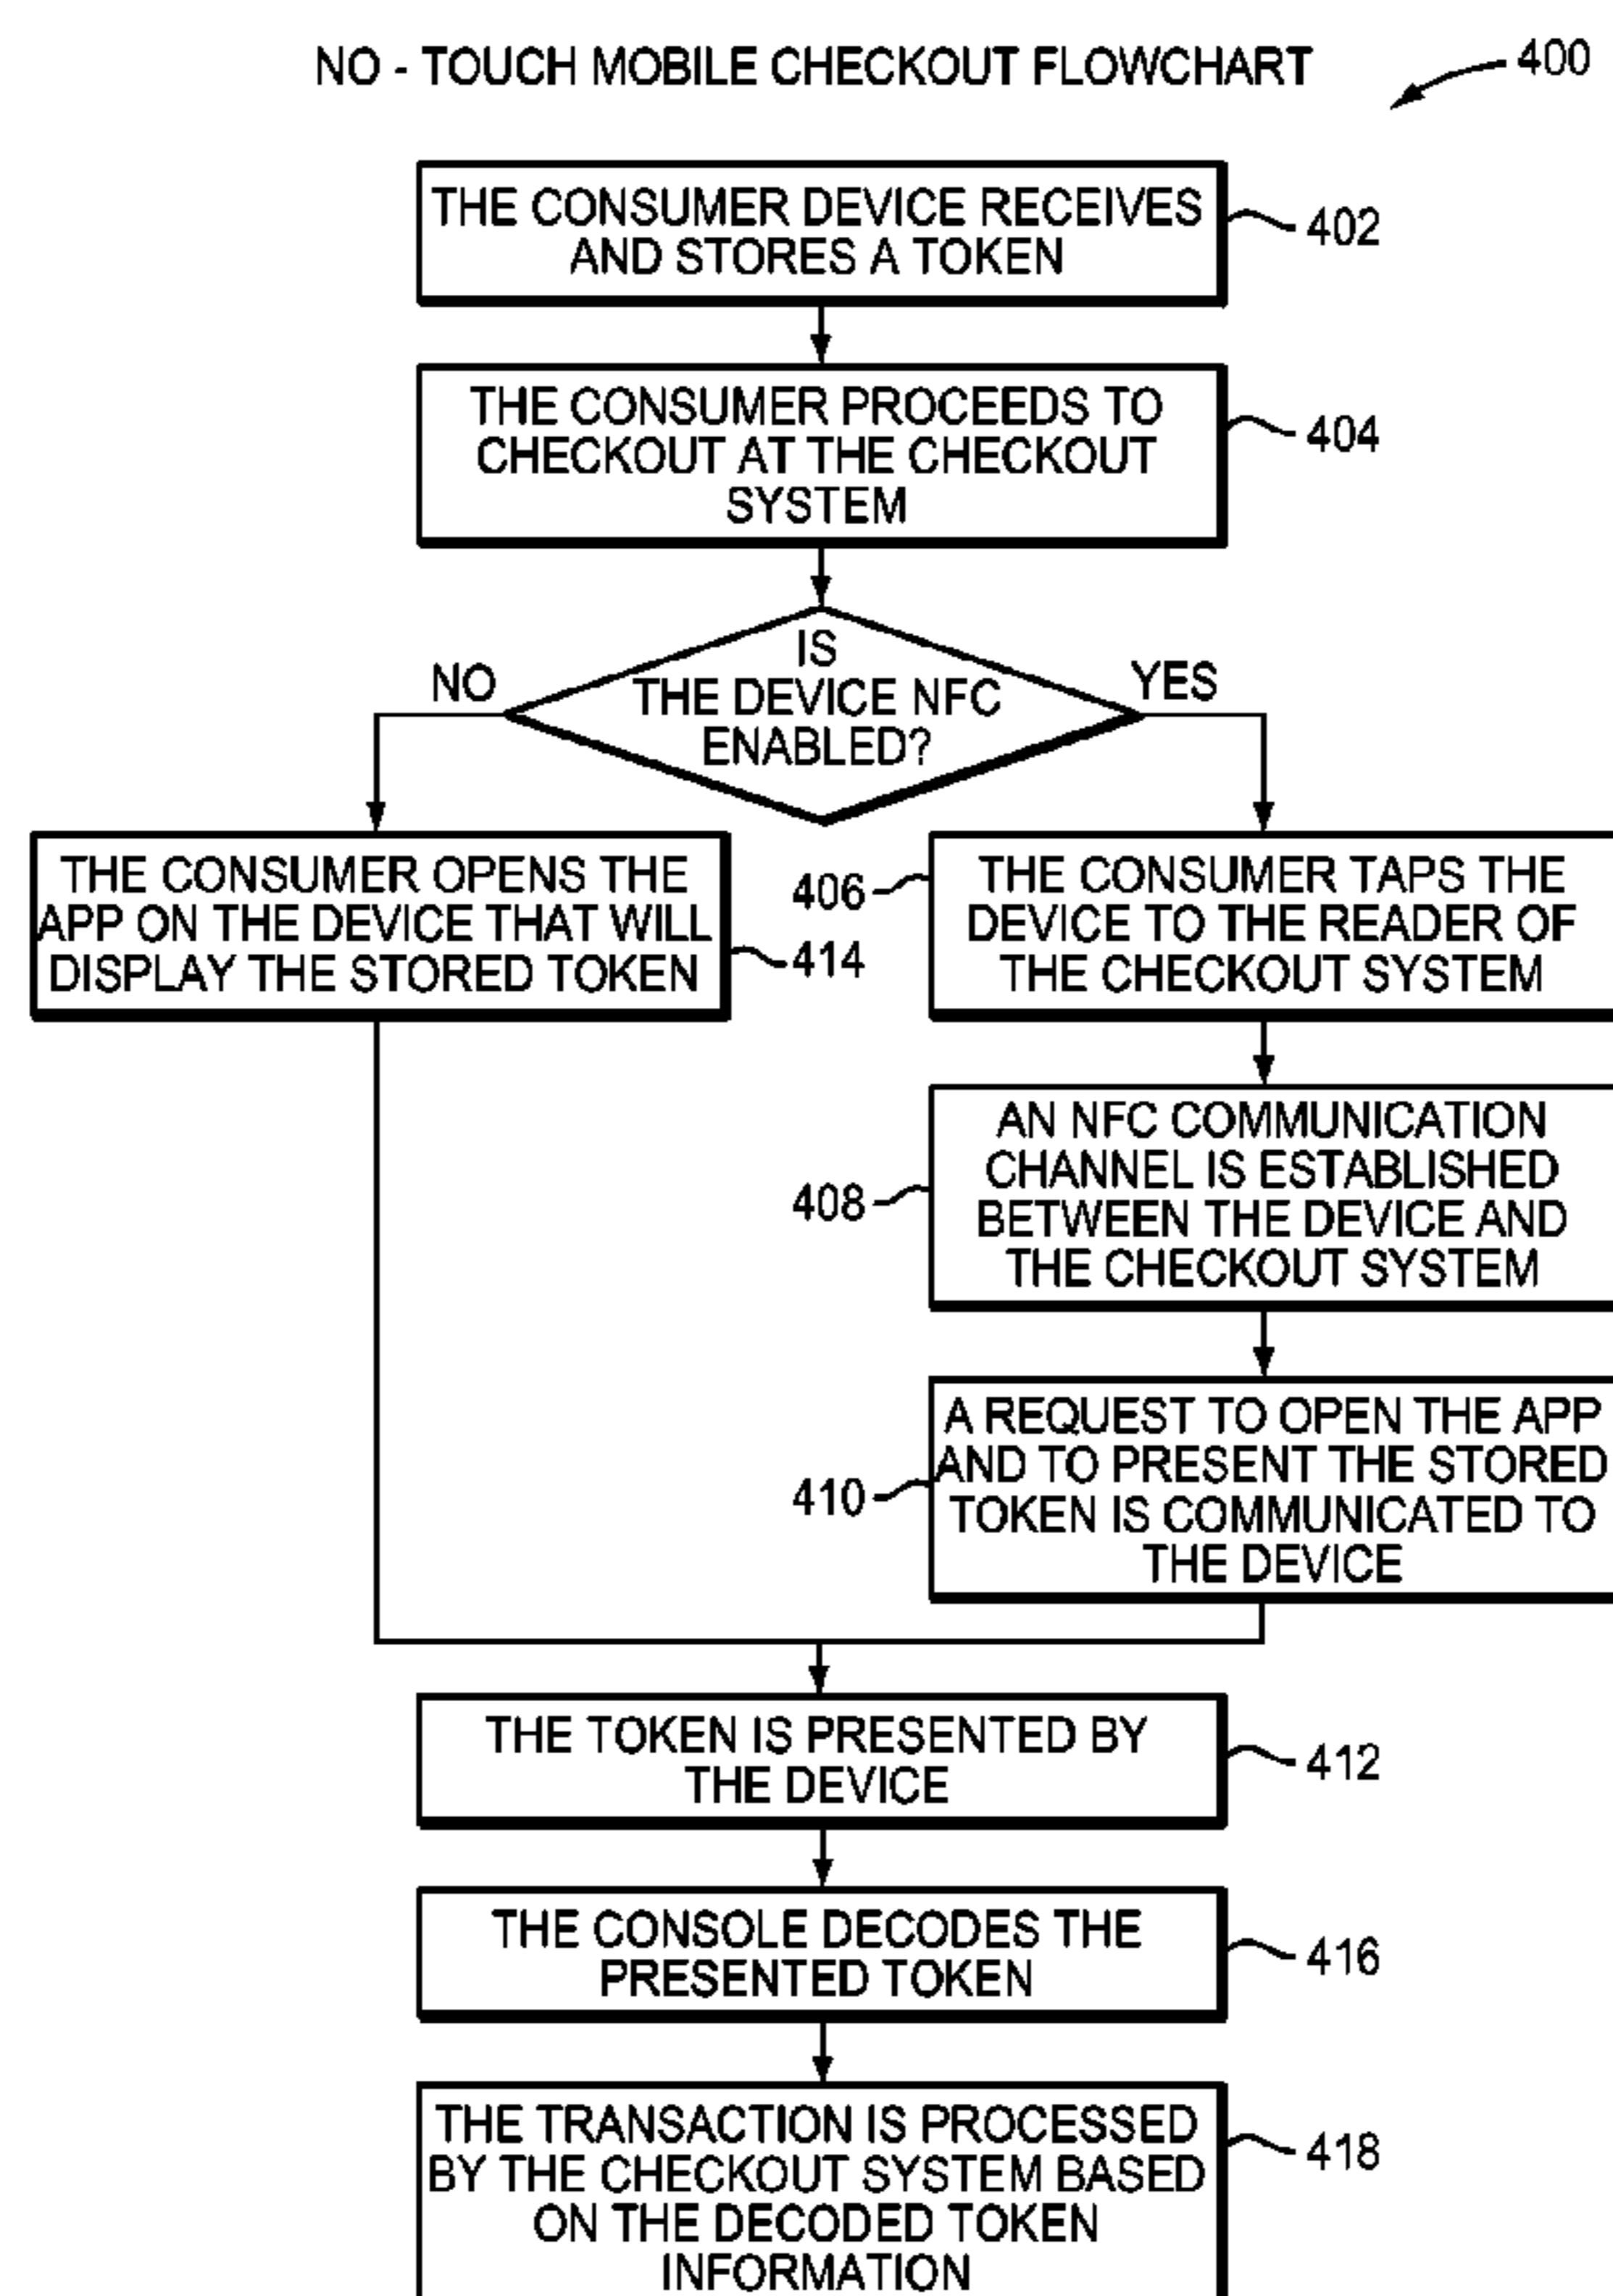 NO - TOUCH MOBILE CHECKOUT FLOWCHART
400
THE CONSUMER DEVICE RECEIVES
AND STORES A TOKEN
402
THE CONSUMER PROCEEDS TO
CHECKOUT AT THE CHECKOUT
SYSTEM
404
IS
THE DEVICE NFC
ENABLED?
NO
YES
THE CONSUMER OPENS THE
APP ON THE DEVICE THAT WILL
DISPLAY THE STORED TOKEN
414
406
THE CONSUMER TAPS THE
DEVICE TO THE READER OF
THE CHECKOUT SYSTEM
408
AN NFC COMMUNICATION
CHANNEL IS ESTABLISHED
BETWEEN THE DEVICE AND
THE CHECKOUT SYSTEM
410
A REQUEST TO OPEN THE APP
AND TO PRESENT THE STORED
TOKEN IS COMMUNICATED TO
THE DEVICE
THE TOKEN IS PRESENTED BY
THE DEVICE
412
THE CONSOLE DECODES THE
PRESENTED TOKEN
416
THE TRANSACTION IS PROCESSED
BY THE CHECKOUT SYSTEM BASED
ON THE DECODED TOKEN
INFORMATION
418